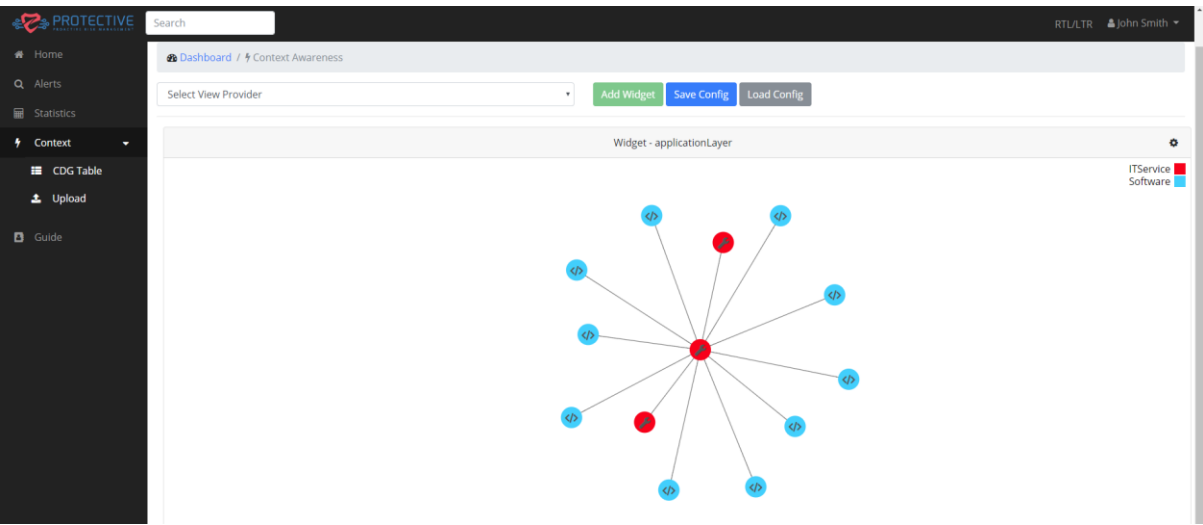 PROTECTIVE
Search
RTL/LTR John Smith
Home
Alerts
Statistics
Context
CDG Table
Upload
Guide
Dashboard / Context Awareness
Select View Provider
Add Widget Save Config Load Config
Widget - applicationLayer
ITService
Software